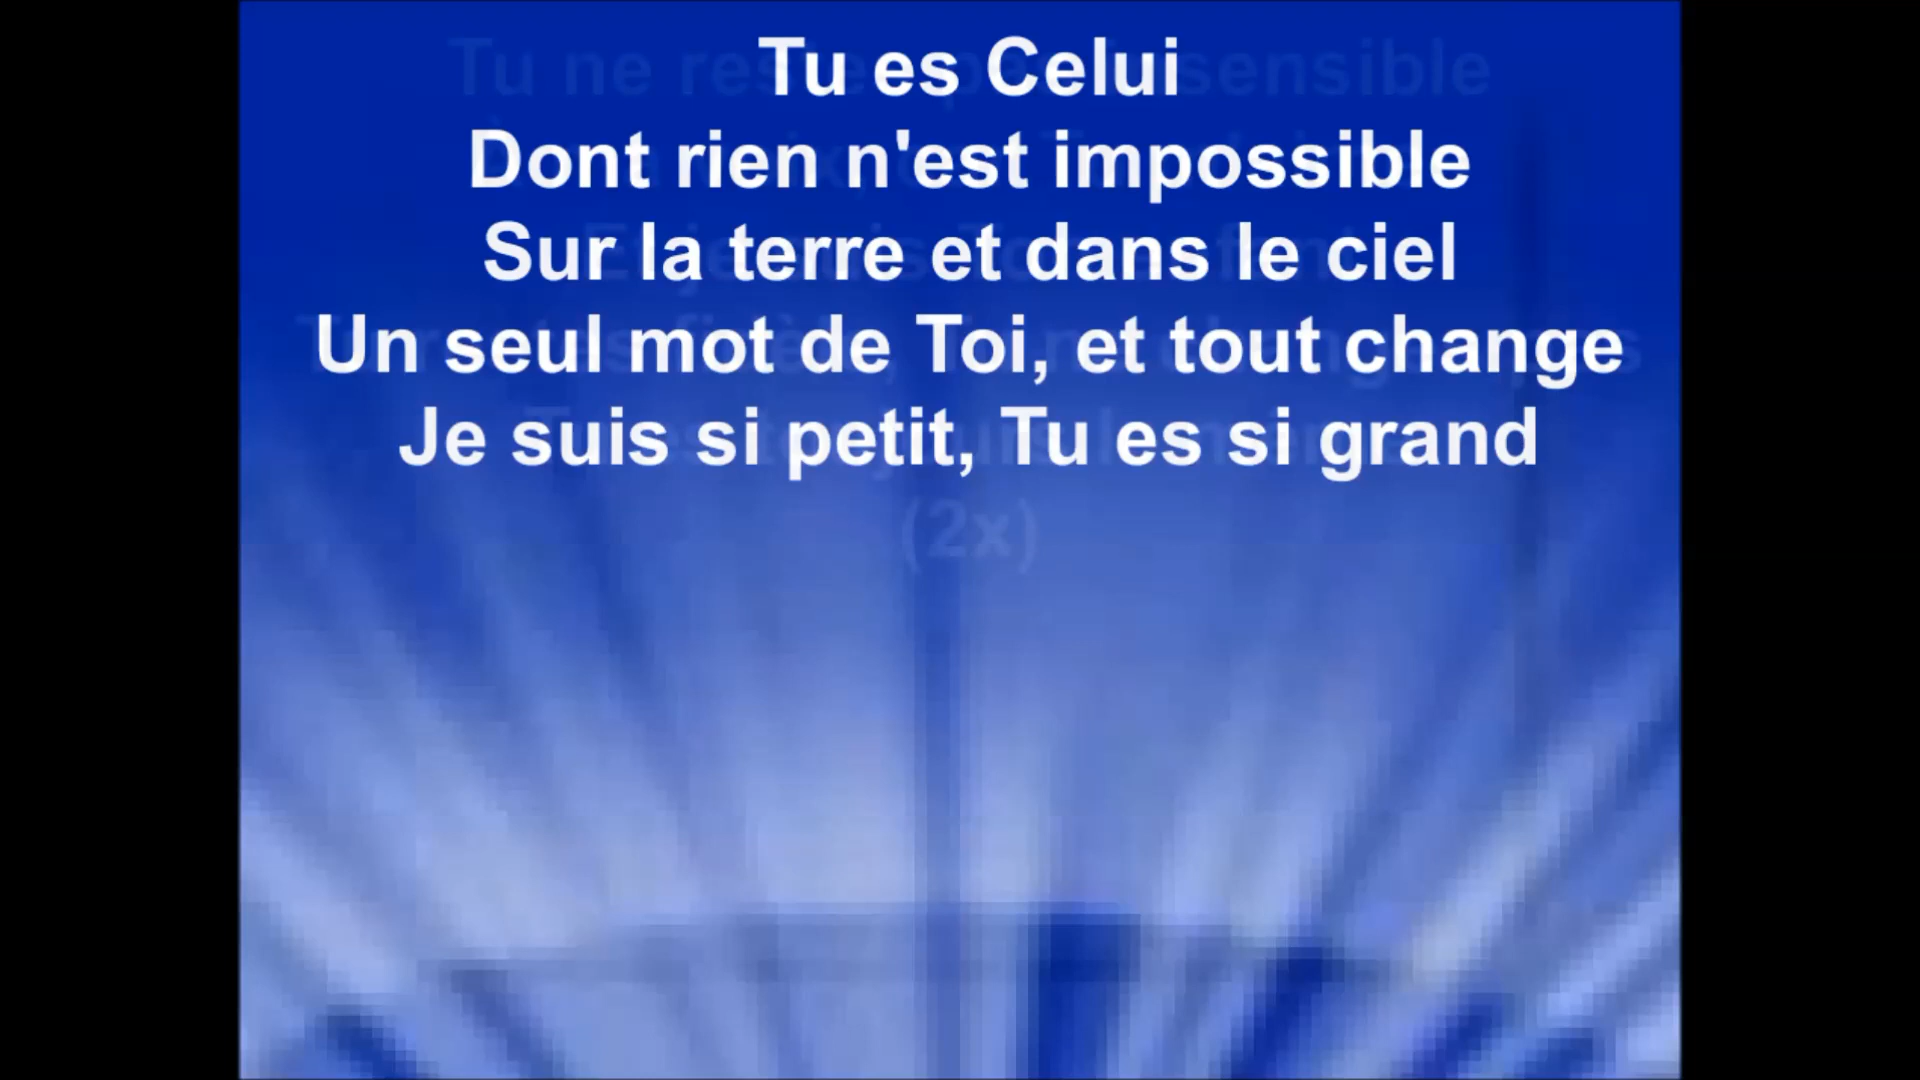 Tu es Celui
Dont rien n'est impossible
Sur la terre et dans le ciel
Un seul mot de Toi, et tout change
Je suis si petit, Tu es si grand
(2x)